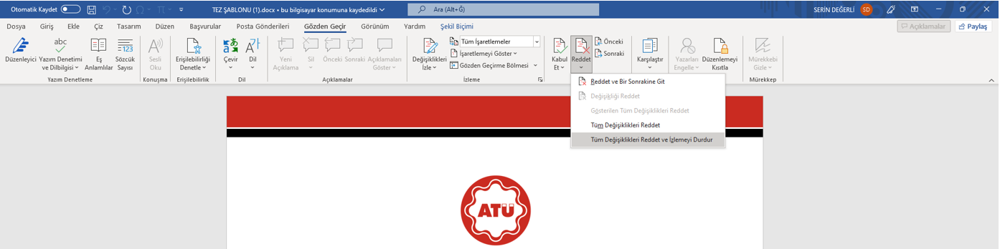 Otomatik Kaydet TEZ ŞABLONU (1).docx • bu bilgisayar konumuna kaydedildi Ara (Alt+Ğ) SERİN DEĞERLİ SD
Dosya Giriş Ekle Çiz Tasarım Düzen Başvurular Posta Gönderileri Gözden Geçir Görünüm Yardım Şekil Biçimi Açıklamalar Paylaş
Düzenleyici
abc
Yazım Denetimi
ve Dilbilgisi
Eş
Anlamlılar
123
Sözcük
Sayısı
Yazım Denetleme
Sesli
Oku
Konuşma
Erişilebilirliği
Denetle
Erişilebilirlik
Çevir
Dil
Dil
Yeni
Açıklama
Sil
Önceki
Sonraki
Açıklamaları
Göster
Açıklamalar
Değişiklikleri
İzle
Tüm İşaretlemeler
İşaretlemeyi Göster
Gözden Geçirme Bölmesi
İzleme
Kabul
Et
Reddet
Önceki
Sonraki
Karşılaştır
Yazarları
Engelle
Düzenlemeyi
Kısıtla
Mürekkebi
Gizle
Mürekkep
Reddet ve Bir Sonrakine Git
Değişikliği Reddet
Gösterilen Tüm Değişiklikleri Reddet
Tüm Değişiklikleri Reddet
Tüm Değişiklikleri Reddet ve İzlemeyi Durdur
ATÜ